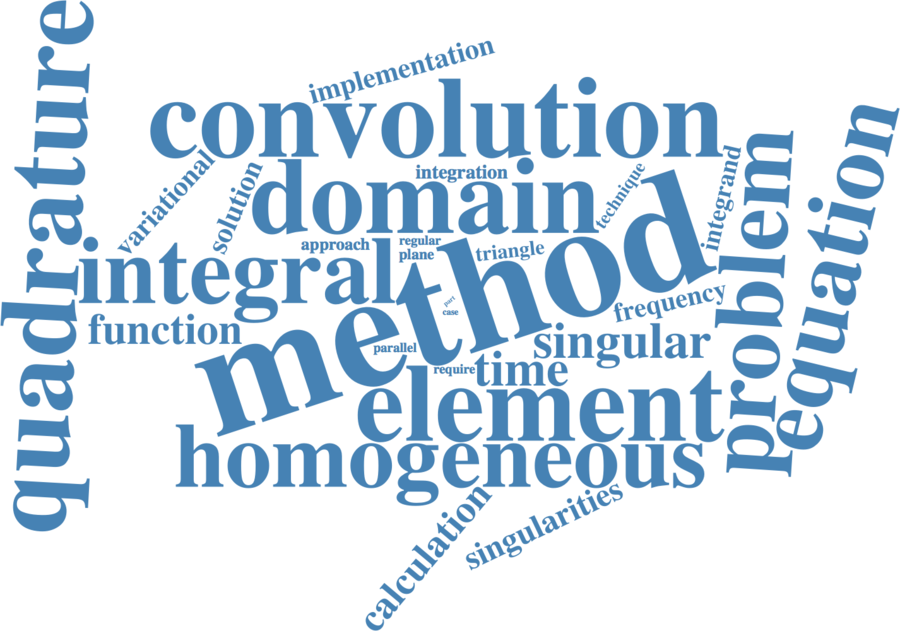 quadrature
implementation
convolution
variational
solution
integration
domain
technique
integrand
problem
equation
approach
regular
plane
triangle
integral
method
part
case
frequency
function
parallel
singular
require
time
element
homogeneous
calculation
singularities